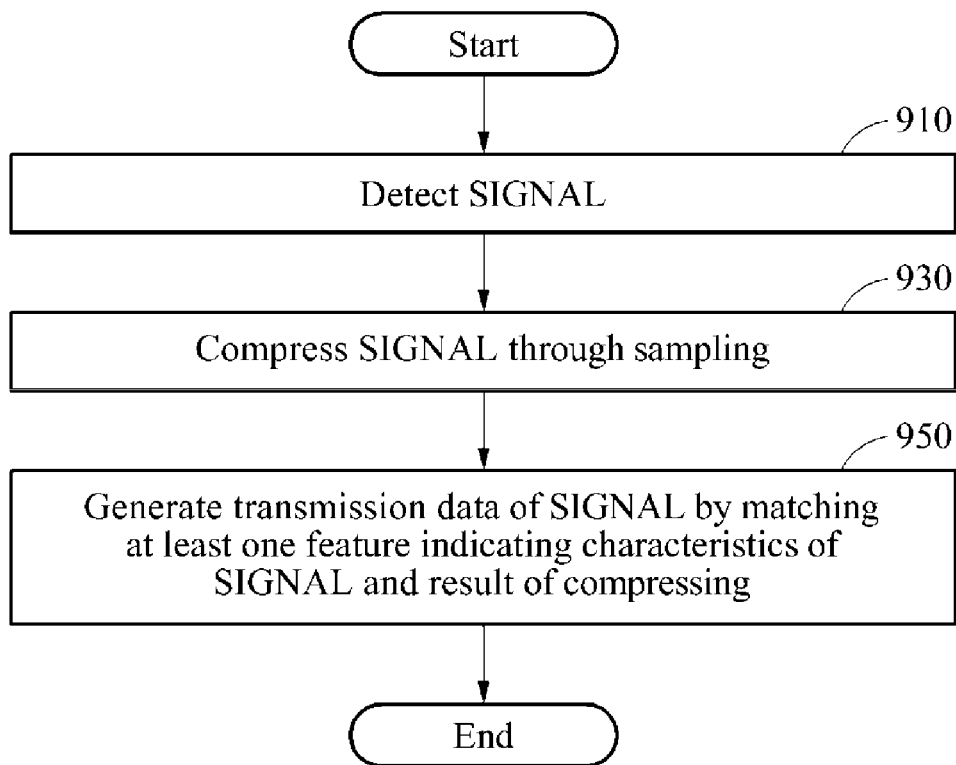 Start
910
Detect SIGNAL
930
Compress SIGNAL through sampling
950
Generate transmission data of SIGNAL by matching
at least one feature indicating characteristics of
SIGNAL and result of compressing
End